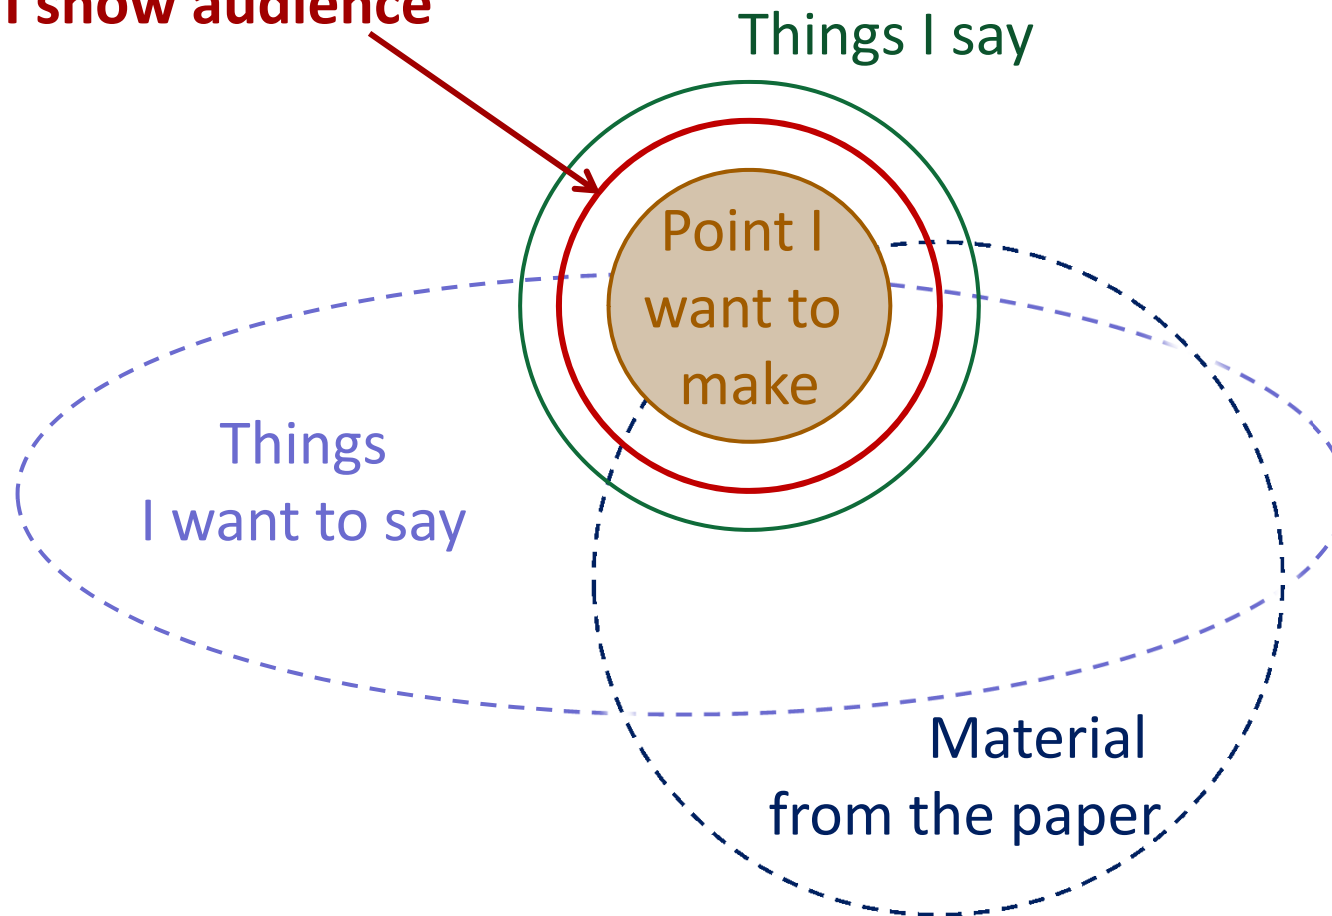 I show audience
Things I say
Point I
want to
make
Things
I want to say
Material
from the paper